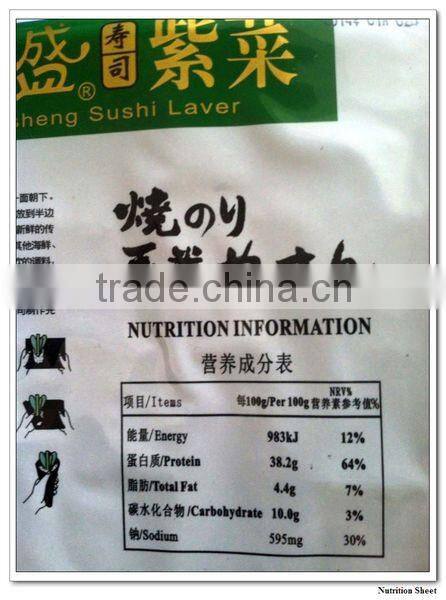 盛®寿司紫菜
sheng Sushi Laver
一面朝下。
放到半边
新鲜的传
其他海鲜、
焼のり
trade.china.cn
NUTRITION INFORMATION
营养成分表
项目/Items 每100g/Per 100g NRV% 营养素参考值%
能量/Energy 983kJ 12%
蛋白质/Protein 38.2g 64%
脂肪/Total Fat 4.4g 7%
碳水化合物/Carbohydrate 10.0g 3%
钠/Sodium 595mg 30%
Nutrition Sheet